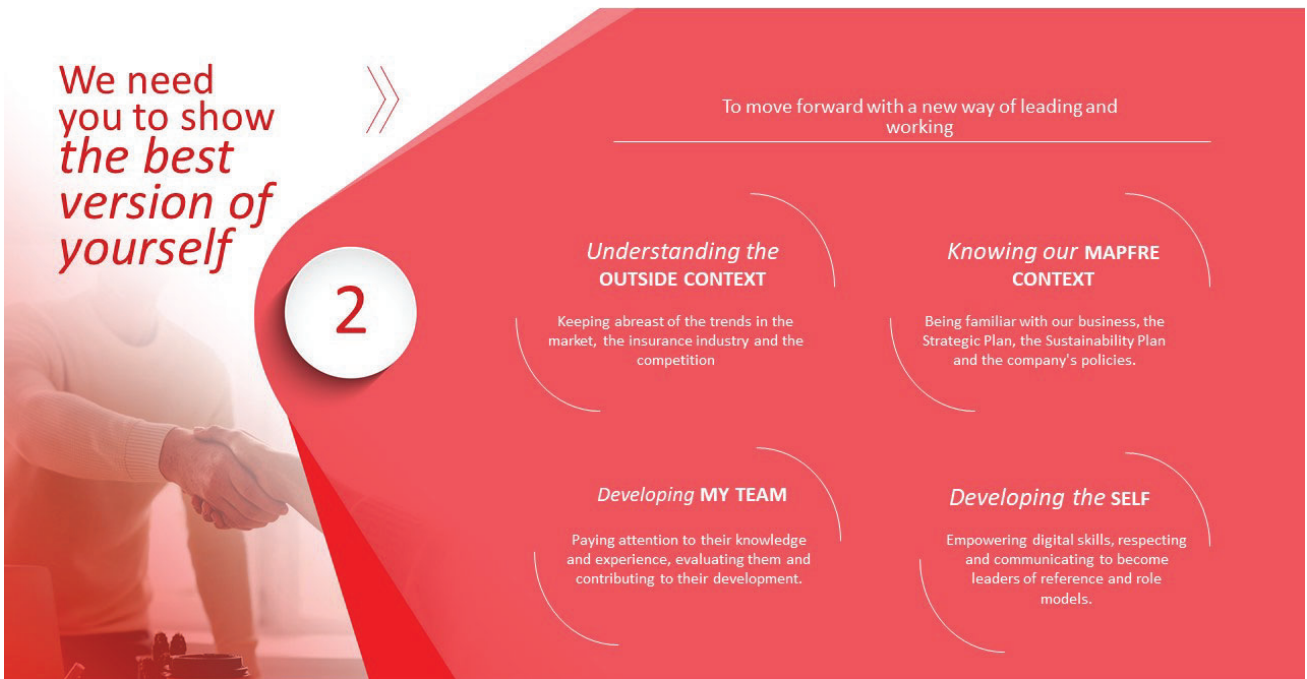 We need
you to show
the best
version of
yourself
To move forward with a new way of leading and
working
2
Understanding the
OUTSIDE CONTEXT
Keeping abreast of the trends in the
market, the insurance industry and the
competition
Knowing our MAPFRE
CONTEXT
Being familiar with our business, the
Strategic Plan, the Sustainability Plan
and the company's policies.
Developing MY TEAM
Paying attention to their knowledge
and experience, evaluating them and
contributing to their development.
Developing the SELF
Empowering digital skills, respecting
and communicating to become
leaders of reference and role
models.